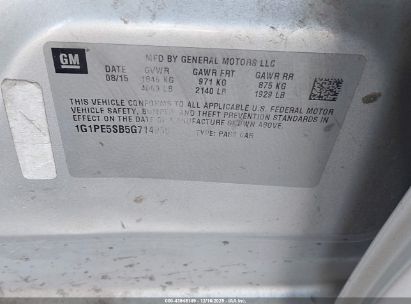 GM
MFD BY GENERAL MOTORS LLC
DATE GVWR GAWR FRT GAWR RR
08/15 KG 971 KG 875 KG
LB 2140 LB 1929 LB
THIS VEHICLE CONFORMS TO ALL APPLICABLE U.S. FEDERAL MOTOR
VEHICLE SAFETY, BUMPER, AND THEFT PREVENTION STANDARDS
IN EFFECT ON THE DATE OF MANUFACTURE SHOWN ABOVE.
TYPE: PASS CAR